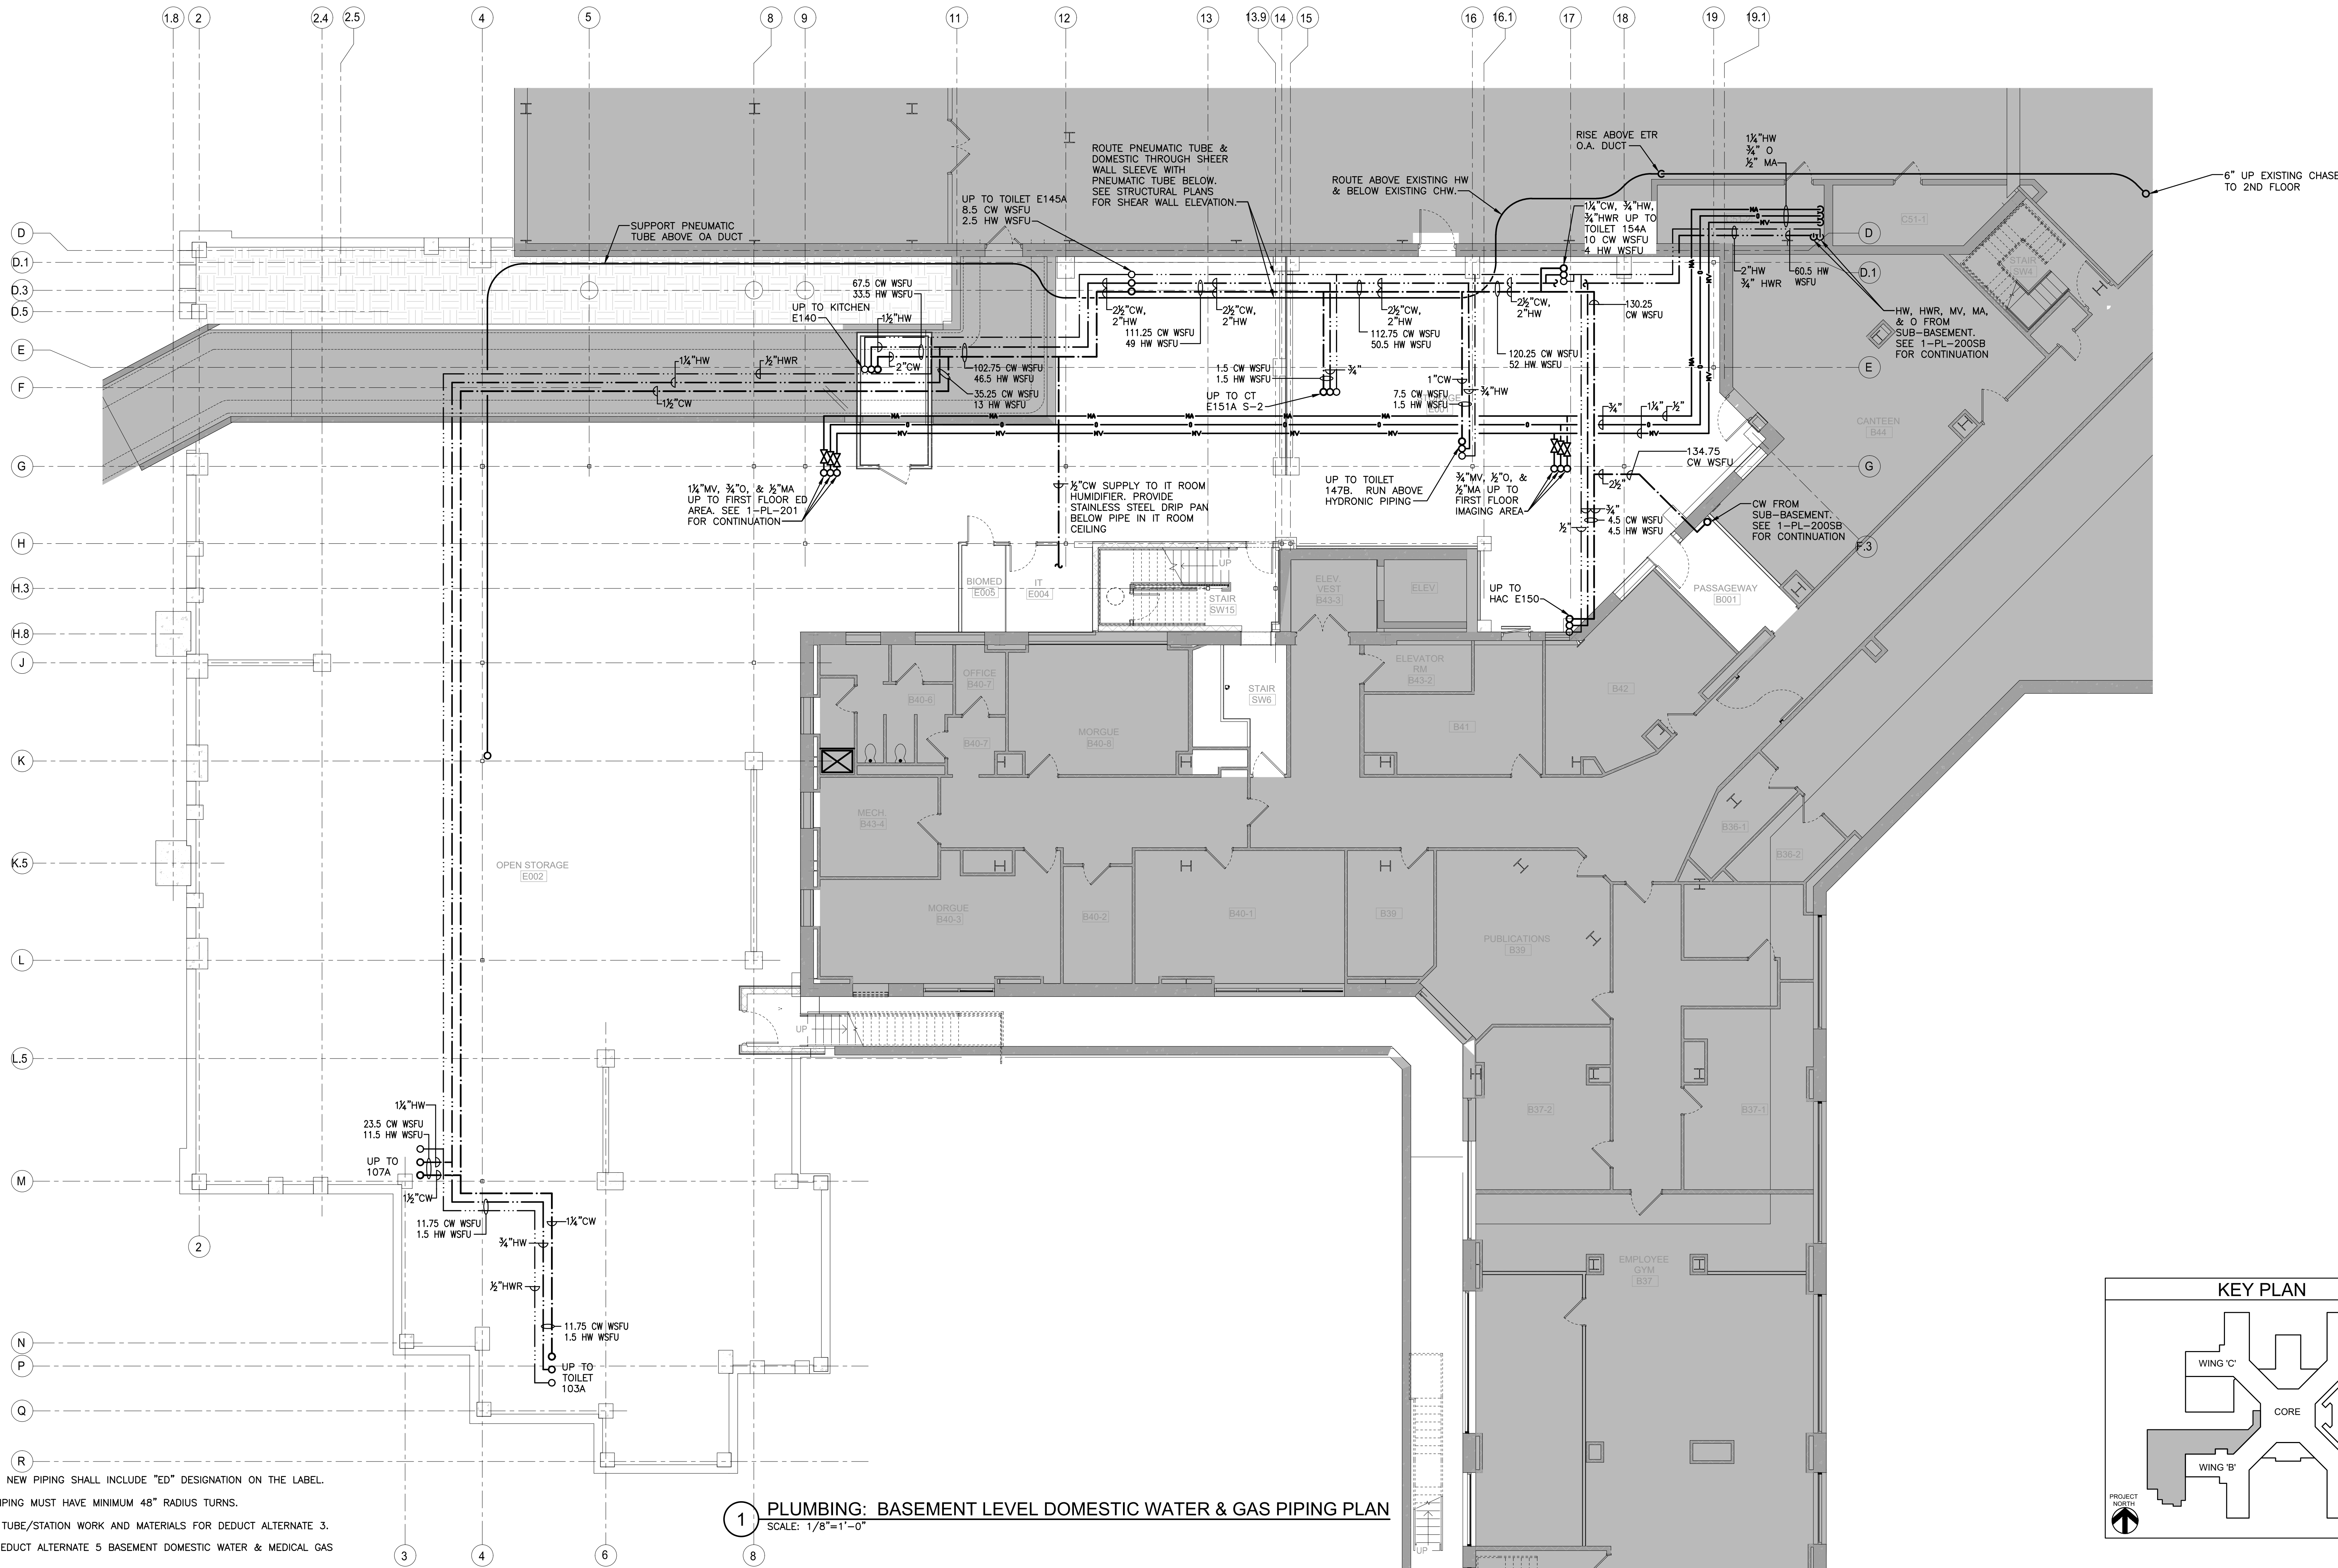 1.8
2
2.4
2.5
4
5
8
9
11
12
13
13.9
14
15
16
16.1
17
18
19
19.1
D
D.1
D.3
D.5
E
F
G
H
H.3
H.8
J
K
K.5
L
L.5
M
N
P
Q
R
2
3
4
6
8
D
D.1
E
G
F.3
SUPPORT PNEUMATIC
TUBE ABOVE OA DUCT
UP TO TOILET E145A
8.5 CW WSFU
2.5 HW WSFU
ROUTE PNEUMATIC TUBE &
DOMESTIC THROUGH SHEER
WALL SLEEVE WITH
PNEUMATIC TUBE BELOW.
SEE STRUCTURAL PLANS
FOR SHEAR WALL ELEVATION.
ROUTE ABOVE EXISTING HW
& BELOW EXISTING CHW.
RISE ABOVE ETR
O.A. DUCT
1¼"HW
¾" O
½" MA
6" UP EXISTING CHASE
TO 2ND FLOOR
1¼"CW, ¾"HW,
¾"HWR UP TO
TOILET 154A
10 CW WSFU
4 HW WSFU
C51-1
STAIR
SW4
67.5 CW WSFU
33.5 HW WSFU
UP TO KITCHEN
E140
1½"HW
2"CW
1¼"HW
½"HWR
1½"CW
102.75 CW WSFU
46.5 HW WSFU
35.25 CW WSFU
13 HW WSFU
2½"CW,
2"HW
2½"CW,
2"HW
111.25 CW WSFU
49 HW WSFU
2½"CW,
2"HW
112.75 CW WSFU
50.5 HW WSFU
2½"CW,
2"HW
120.25 CW WSFU
52 HW WSFU
130.25
CW WSFU
2"HW
¾" HWR
60.5 HW
WSFU
HW, HWR, MV, MA,
& O FROM
SUB-BASEMENT.
SEE 1-PL-200SB
FOR CONTINUATION
1.5 CW WSFU
1.5 HW WSFU
¾"
UP TO CT
E151A S-2
1"CW
¾"HW
7.5 CW WSFU
1.5 HW WSFU
E001
¾"
1¼"
½"
CANTEEN
B44
1¼"MV, ¾"O, & ½"MA
UP TO FIRST FLOOR ED
AREA. SEE 1-PL-201
FOR CONTINUATION
½"CW SUPPLY TO IT ROOM
HUMIDIFIER. PROVIDE
STAINLESS STEEL DRIP PAN
BELOW PIPE IN IT ROOM
CEILING
UP TO TOILET
147B. RUN ABOVE
HYDRONIC PIPING
¾"MV, ½"O, &
½"MA UP TO
FIRST FLOOR
IMAGING AREA
134.75
CW WSFU
2½"
¾"
½"
4.5 CW WSFU
4.5 HW WSFU
CW FROM
SUB-BASEMENT.
SEE 1-PL-200SB
FOR CONTINUATION
UP TO
HAC E150
MA
O
MV
BIOMED
E005
IT
E004
UP
STAIR
SW15
ELEV.
VEST
B43-3
ELEV
PASSAGEWAY
B001
ELEVATOR
RM
B43-2
B42
B41
STAIR
SW6
OFFICE
B40-7
B40-6
B40-7
MORGUE
B40-8
MECH.
B43-4
MORGUE
B40-3
B40-2
B40-1
B39
PUBLICATIONS
B39
B36-1
B36-2
B37-2
B37-1
EMPLOYEE
GYM
B37
OPEN STORAGE
E002
UP
UP
1¼"HW
23.5 CW WSFU
11.5 HW WSFU
UP TO
107A
1½"CW
11.75 CW WSFU
1.5 HW WSFU
1¼"CW
¾"HW
½"HWR
11.75 CW WSFU
1.5 HW WSFU
UP TO
TOILET
103A
NEW PIPING SHALL INCLUDE "ED" DESIGNATION ON THE LABEL.
IPING MUST HAVE MINIMUM 48" RADIUS TURNS.
TUBE/STATION WORK AND MATERIALS FOR DEDUCT ALTERNATE 3.
EDUCT ALTERNATE 5 BASEMENT DOMESTIC WATER & MEDICAL GAS
1
PLUMBING: BASEMENT LEVEL DOMESTIC WATER & GAS PIPING PLAN
SCALE: 1/8"=1'-0"
KEY PLAN
WING 'C'
CORE
WING 'B'
PROJECT
NORTH